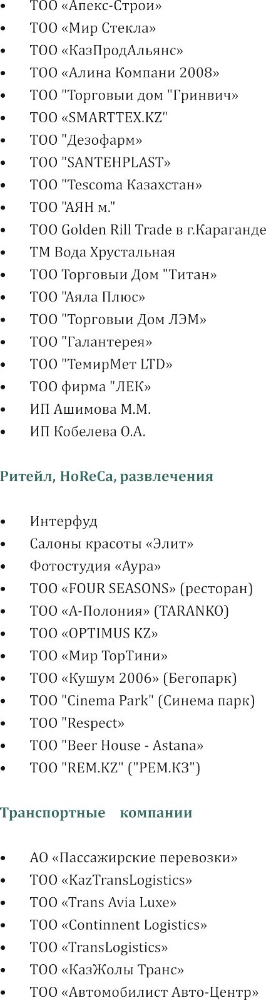 • ТОО «Апекс-Строи»
• ТОО «Мир Стекла»
• ТОО «КазПродАльянс»
• ТОО «Алина Компани 2008»
• ТОО "Торговыи дом "Гринвич»
• ТОО «SMARTTEX.KZ"
• ТОО "Дезофарм»
• ТОО "SANTEHPLAST»
• ТОО "Tescoma Казахстан»
• ТОО "АЯН м."
• ТОО Golden Rill Trade в г.Караганде
• ТМ Вода Хрустальная
• ТОО Торговыи Дом "Титан»
• ТОО "Аяла Плюс»
• ТОО "Торговыи Дом ЛЭМ»
• ТОО "Галантерея»
• ТОО "ТемирМет LTD»
• ТОО фирма "ЛЕК»
• ИП Ашимова М.М.
• ИП Кобелева О.А.
Ритейл, HoReCa, развлечения
• Интерфуд
• Салоны красоты «Элит»
• Фотостудия «Аура»
• ТОО «FOUR SEASONS» (ресторан)
• ТОО «А-Полония» (TARANKO)
• ТОО «OPTIMUS KZ»
• ТОО «Мир ТорТини»
• ТОО «Кушум 2006» (Бегопарк)
• ТОО "Cinema Park" (Синема парк)
• ТОО "Respect»
• ТОО "Beer House - Astana»
• ТОО "REM.KZ" ("РЕМ.КЗ")
Транспортные компании
• АО «Пассажирские перевозки»
• ТОО «KazTransLogistics»
• ТОО «Trans Avia Luxe»
• ТОО «Continnent Logistics»
• ТОО «TransLogistics»
• ТОО «КазЖолы Транс»
• ТОО «Автомобилист Авто-Центр»